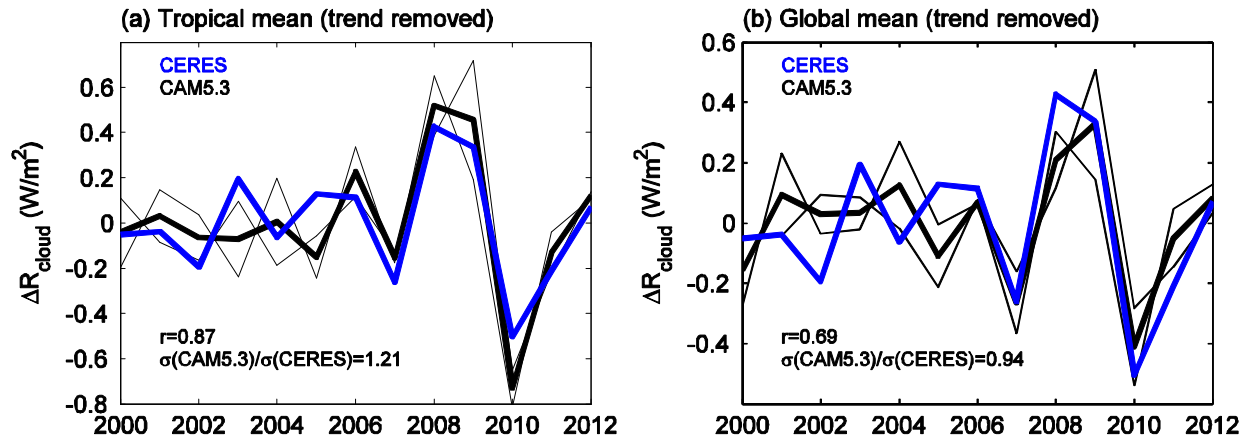 (a) Tropical mean (trend removed)
CERES
CAM5.3
ΔRcloud (W/m²)
0.6
0.4
0.2
0
-0.2
-0.4
-0.6
-0.8
r=0.87
σ(CAM5.3)/σ(CERES)=1.21
2000 2002 2004 2006 2008 2010 2012
(b) Global mean (trend removed)
CERES
CAM5.3
ΔRcloud (W/m²)
0.6
0.4
0.2
0
-0.2
-0.4
r=0.69
σ(CAM5.3)/σ(CERES)=0.94
2000 2002 2004 2006 2008 2010 2012